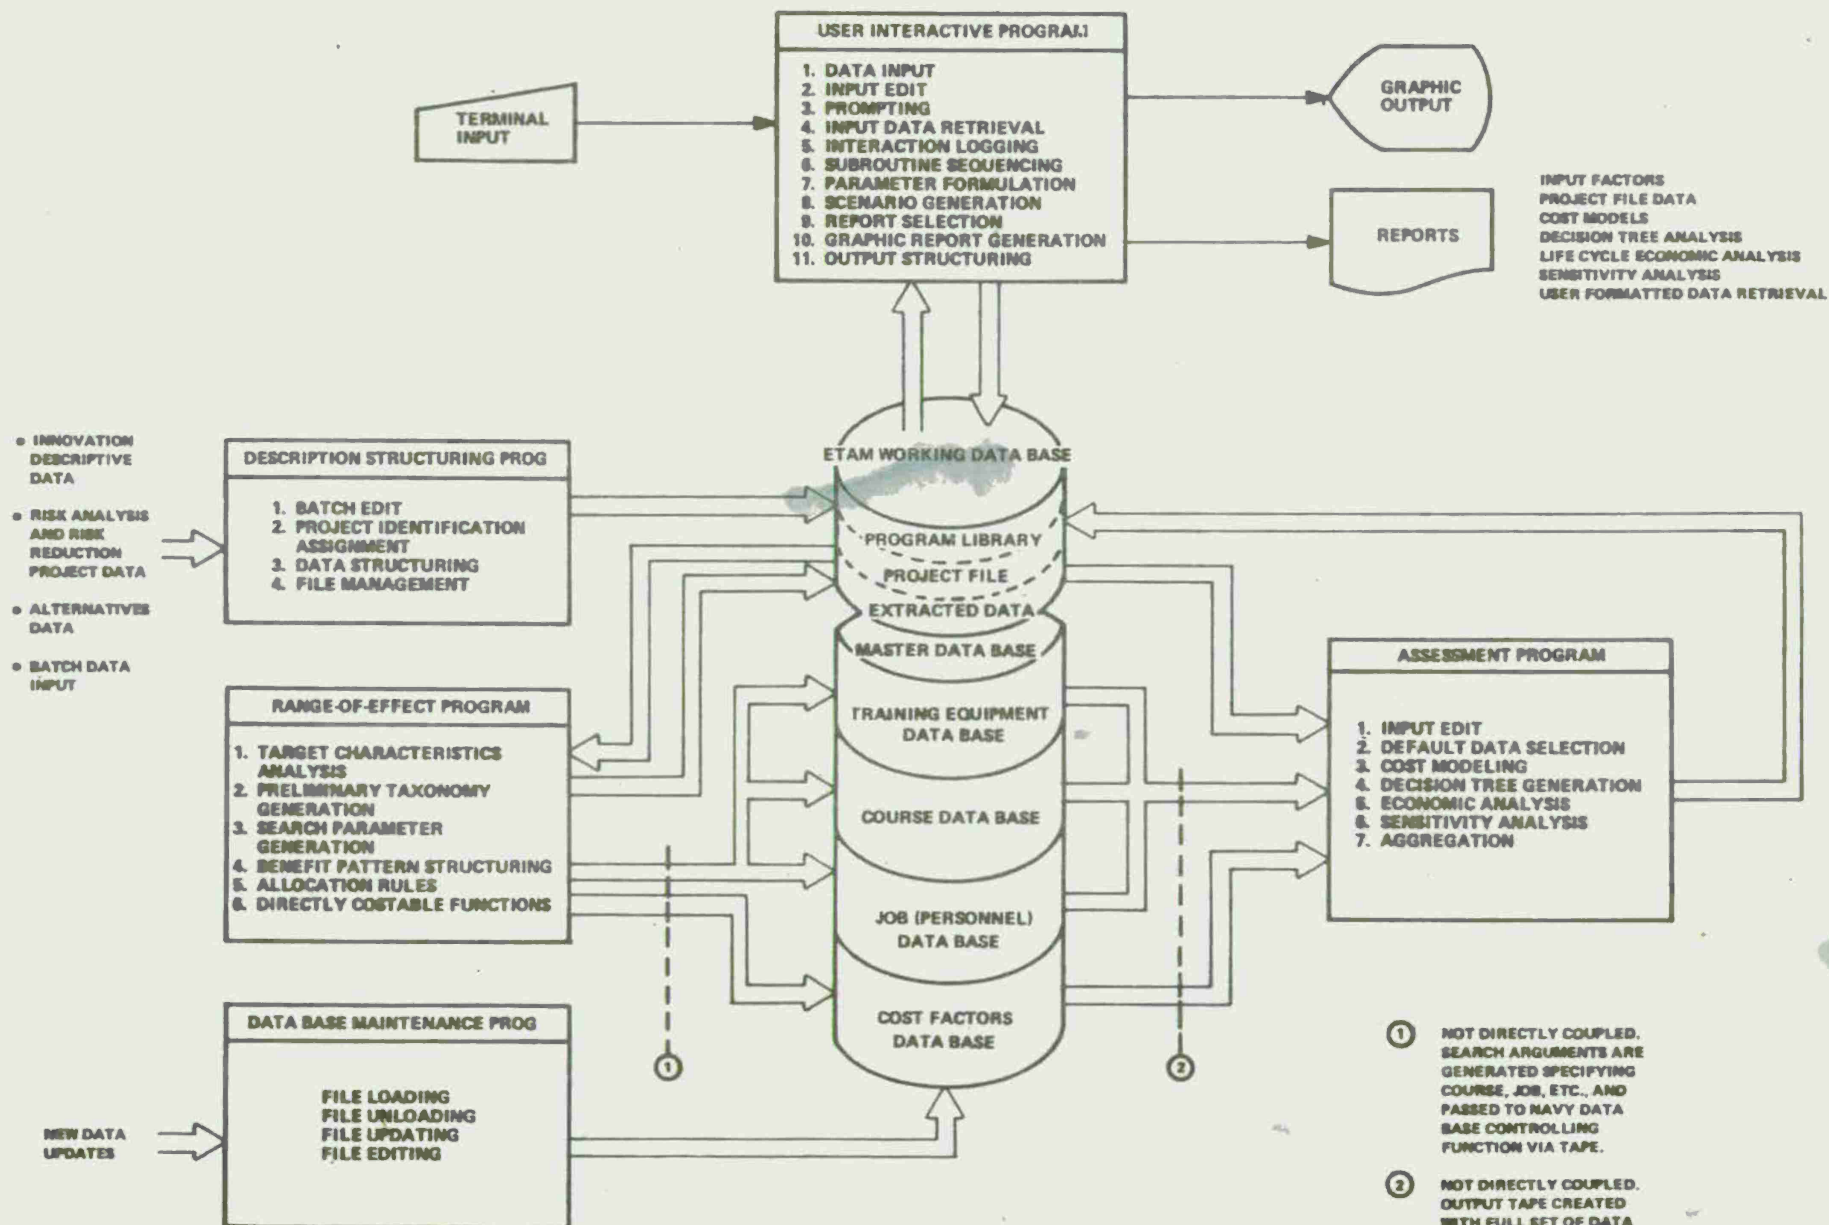 USER INTERACTIVE PROGRAM
1. DATA INPUT
2. INPUT EDIT
3. PROMPTING
4. INPUT DATA RETRIEVAL
5. INTERACTION LOGGING
6. SUBROUTINE SEQUENCING
7. PARAMETER FORMULATION
8. SCENARIO GENERATION
9. REPORT SELECTION
10. GRAPHIC REPORT GENERATION
11. OUTPUT STRUCTURING
TERMINAL
INPUT
GRAPHIC
OUTPUT
REPORTS
INPUT FACTORS
PROJECT FILE DATA
COST MODELS
DECISION TREE ANALYSIS
LIFE CYCLE ECONOMIC ANALYSIS
SENSITIVITY ANALYSIS
USER FORMATTED DATA RETRIEVAL
• INNOVATION
DESCRIPTIVE
DATA
• RISK ANALYSIS
AND RISK
REDUCTION
PROJECT DATA
• ALTERNATIVES
DATA
• BATCH DATA
INPUT
DESCRIPTION STRUCTURING PROG
1. BATCH EDIT
2. PROJECT IDENTIFICATION
ASSIGNMENT
3. DATA STRUCTURING
4. FILE MANAGEMENT
ETAM WORKING DATA BASE
PROGRAM LIBRARY
PROJECT FILE
EXTRACTED DATA
MASTER DATA BASE
TRAINING EQUIPMENT
DATA BASE
COURSE DATA BASE
JOB (PERSONNEL)
DATA BASE
COST FACTORS
DATA BASE
RANGE-OF-EFFECT PROGRAM
1. TARGET CHARACTERISTICS
ANALYSIS
2. PRELIMINARY TAXONOMY
GENERATION
3. SEARCH PARAMETER
GENERATION
4. BENEFIT PATTERN STRUCTURING
5. ALLOCATION RULES
6. DIRECTLY COSTABLE FUNCTIONS
ASSESSMENT PROGRAM
1. INPUT EDIT
2. DEFAULT DATA SELECTION
3. COST MODELING
4. DECISION TREE GENERATION
5. ECONOMIC ANALYSIS
6. SENSITIVITY ANALYSIS
7. AGGREGATION
1
2
NEW DATA
UPDATES
DATA BASE MAINTENANCE PROG
FILE LOADING
FILE UNLOADING
FILE UPDATING
FILE EDITING
1 NOT DIRECTLY COUPLED.
SEARCH ARGUMENTS ARE
GENERATED SPECIFYING
COURSE, JOB, ETC., AND
PASSED TO NAVY DATA
BASE CONTROLLING
FUNCTION VIA TAPE.
2 NOT DIRECTLY COUPLED.
OUTPUT TAPE CREATED
WITH FULL SET OF DATA